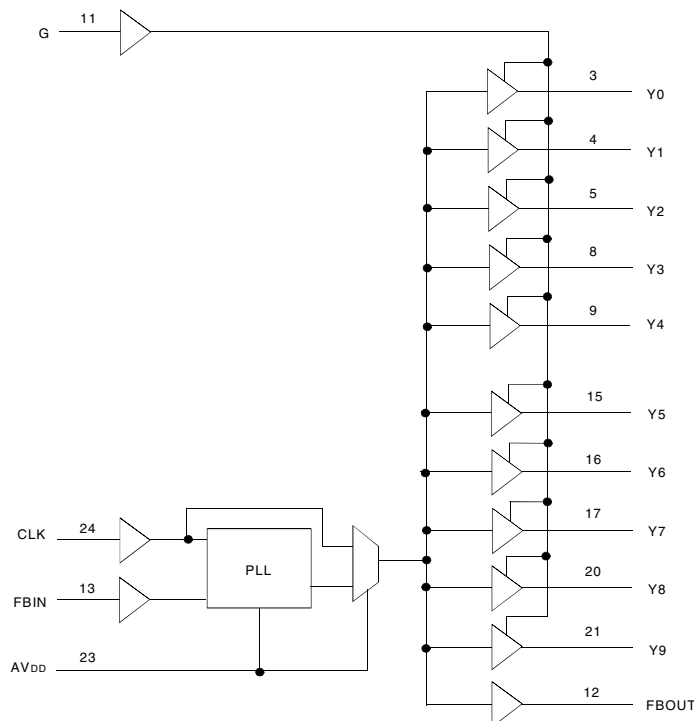 G 11
3 Y0
4 Y1
5 Y2
8 Y3
9 Y4
15 Y5
16 Y6
CLK 24
17 Y7
PLL
FBIN 13
20 Y8
AVDD 23
21 Y9
12 FBOUT